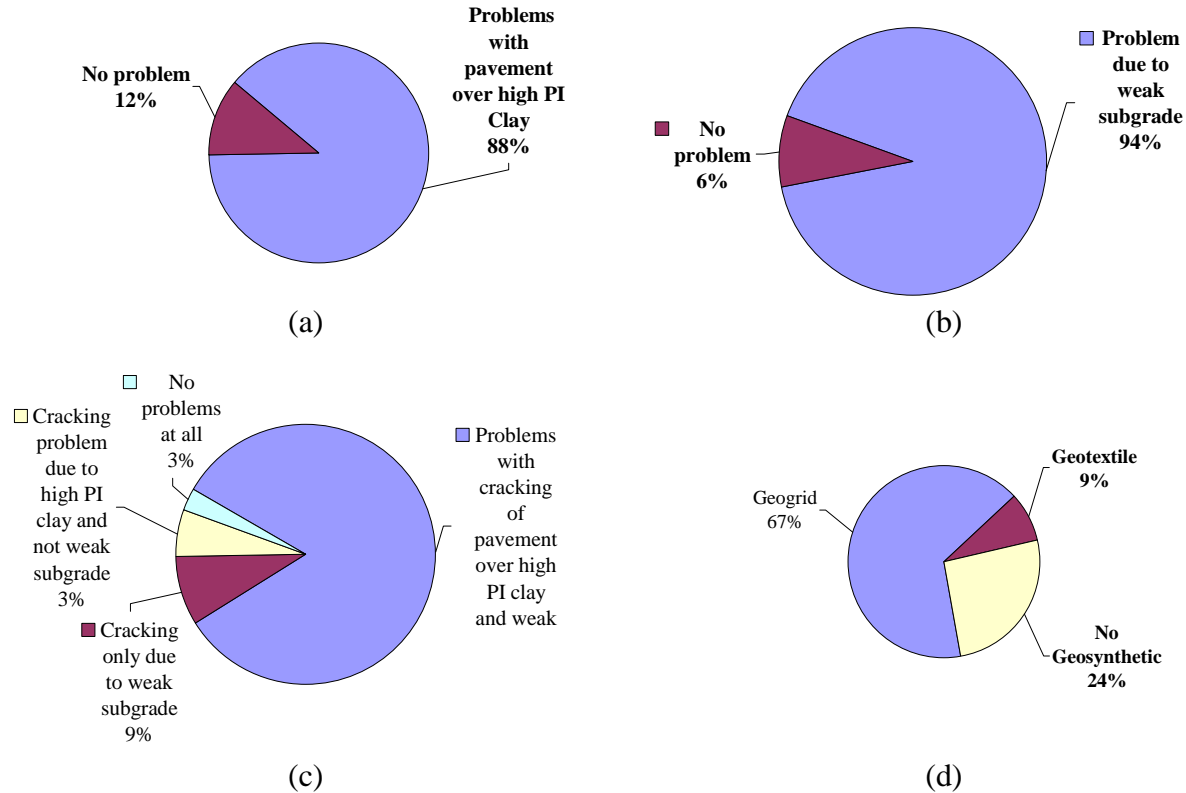 No problem
12%
Problems
with
pavement
over high PI
Clay
88%
(a)
No
problem
6%
Problem
due to
weak
subgrade
94%
(b)
No
problems
at all
3%
Cracking
problem
due to
high PI
clay and
not weak
subgrade
3%
Cracking
only due
to weak
subgrade
9%
Problems
with
cracking
of
pavement
over high
PI clay
and weak
(c)
Geogrid
67%
Geotextile
9%
No
Geosynthetic
24%
(d)